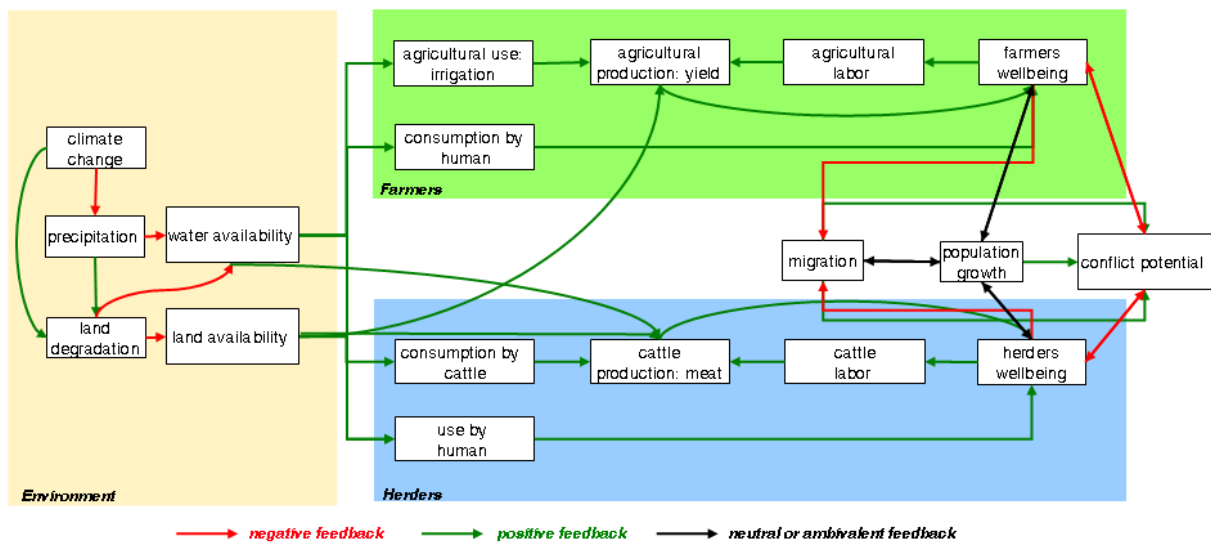 agricultural use:
irrigation
agricultural
production: yield
agricultural
labor
farmers
wellbeing
climate
change
consumption by
human
Farmers
precipitation
water availability
migration
population
growth
conflict potential
land
degradation
land availability
consumption by
cattle
cattle
production: meat
cattle
labor
herders
wellbeing
use by
human
Environment
Herders
negative feedback
positive feedback
neutral or ambivalent feedback